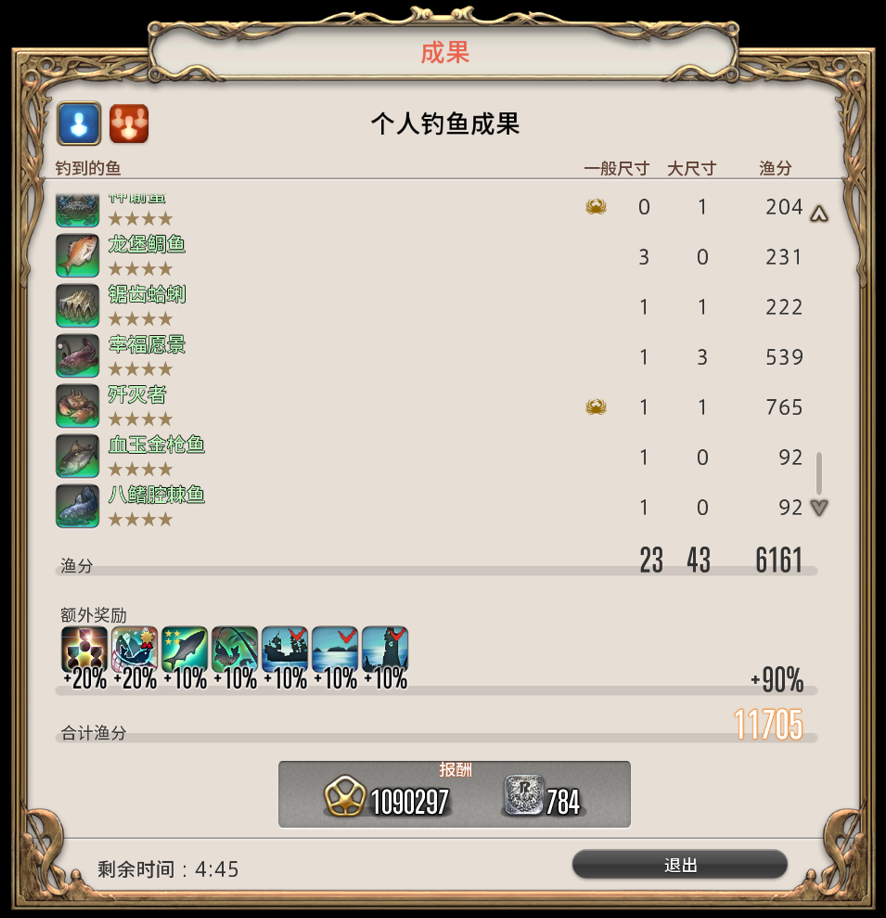 成果
个人钓鱼成果
钓到的鱼 一般尺寸 大尺寸 渔分
★★★★ 0 1 204
龙堡鲷鱼
★★★★ 3 0 231
锯齿蛤蜊
★★★★ 1 1 222
幸福愿景
★★★★ 1 3 539
歼灭者
★★★★ 1 1 765
血玉金枪鱼
★★★★ 1 0 92
八鳍腔棘鱼
★★★★ 1 0 92
渔分 23 43 6161
额外奖励
+20% +20% +10% +10% +10% +10% +10% +90%
合计渔分 11705
报酬
1090297 784
剩余时间：4:45 退出